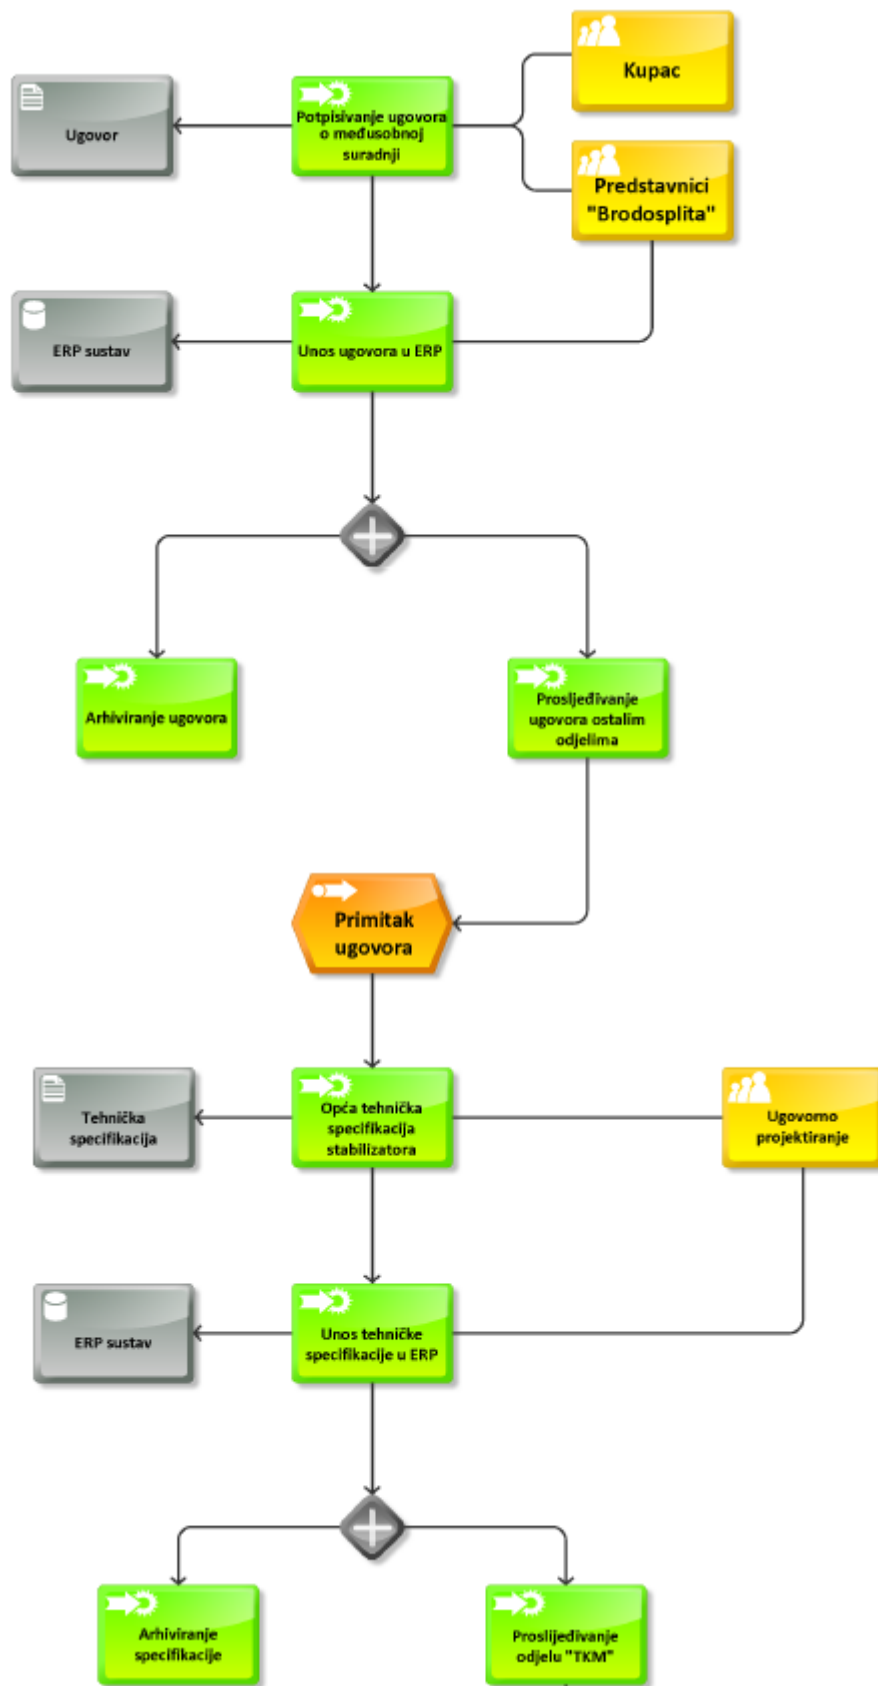 Kupac
Ugovor
Potpisivanje ugovora
o međusobnoj
suradnji
Predstavnici
"Brodosplita"
ERP sustav
Unos ugovora u ERP
Arhiviranje ugovora
Prosljeđivanje
ugovora ostalim
odjelima
Primitak
ugovora
Tehnička
specifikacija
Opća tehnička
specifikacija
stabilizatora
Ugovorno
projektiranje
ERP sustav
Unos tehničke
specifikacije u ERP
Arhiviranje
specifikacije
Proslijeđivanje
odjelu "TKM"